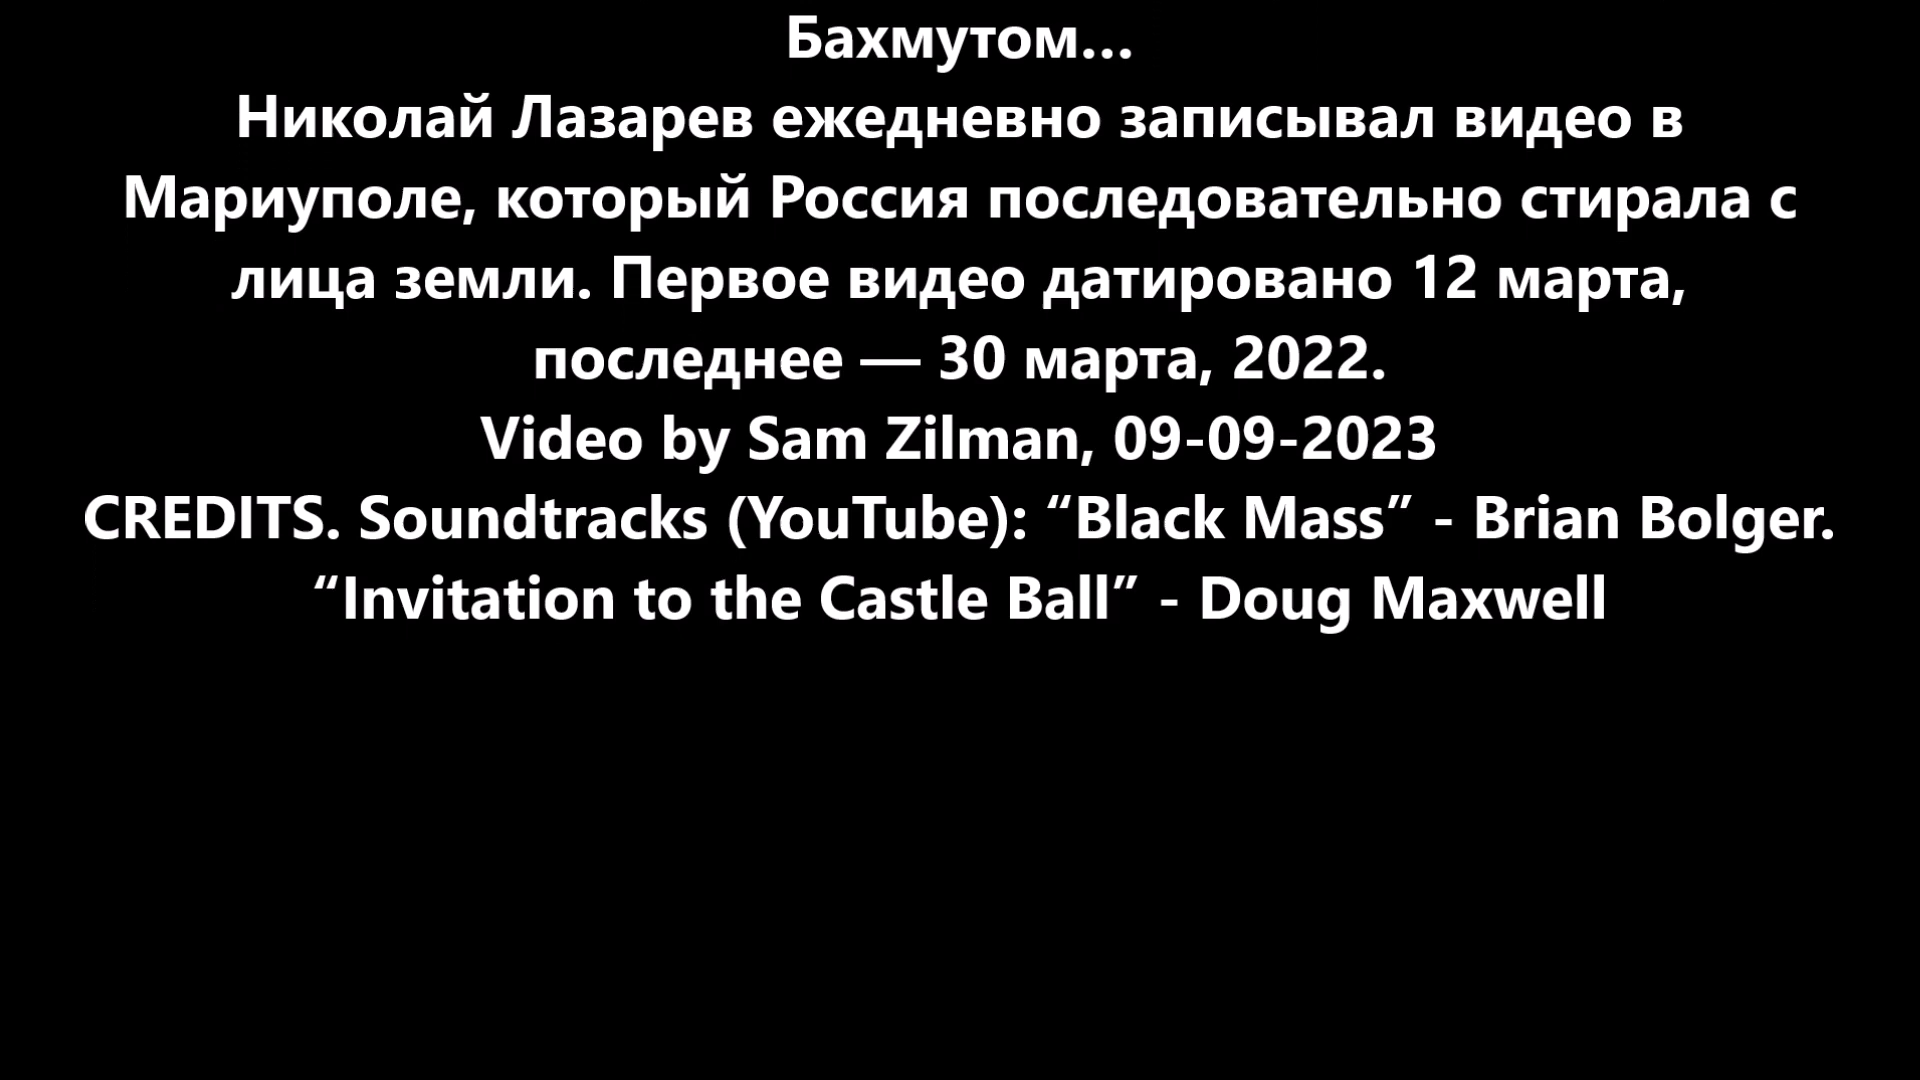 Бахмутом...
Николай Лазарев ежедневно записывал видео в
Мариуполе, который Россия последовательно стирала с
лица земли. Первое видео датировано 12 марта,
последнее — 30 марта, 2022.
Video by Sam Zilman, 09-09-2023
CREDITS. Soundtracks (YouTube): “Black Mass” - Brian Bolger.
“Invitation to the Castle Ball” - Doug Maxwell